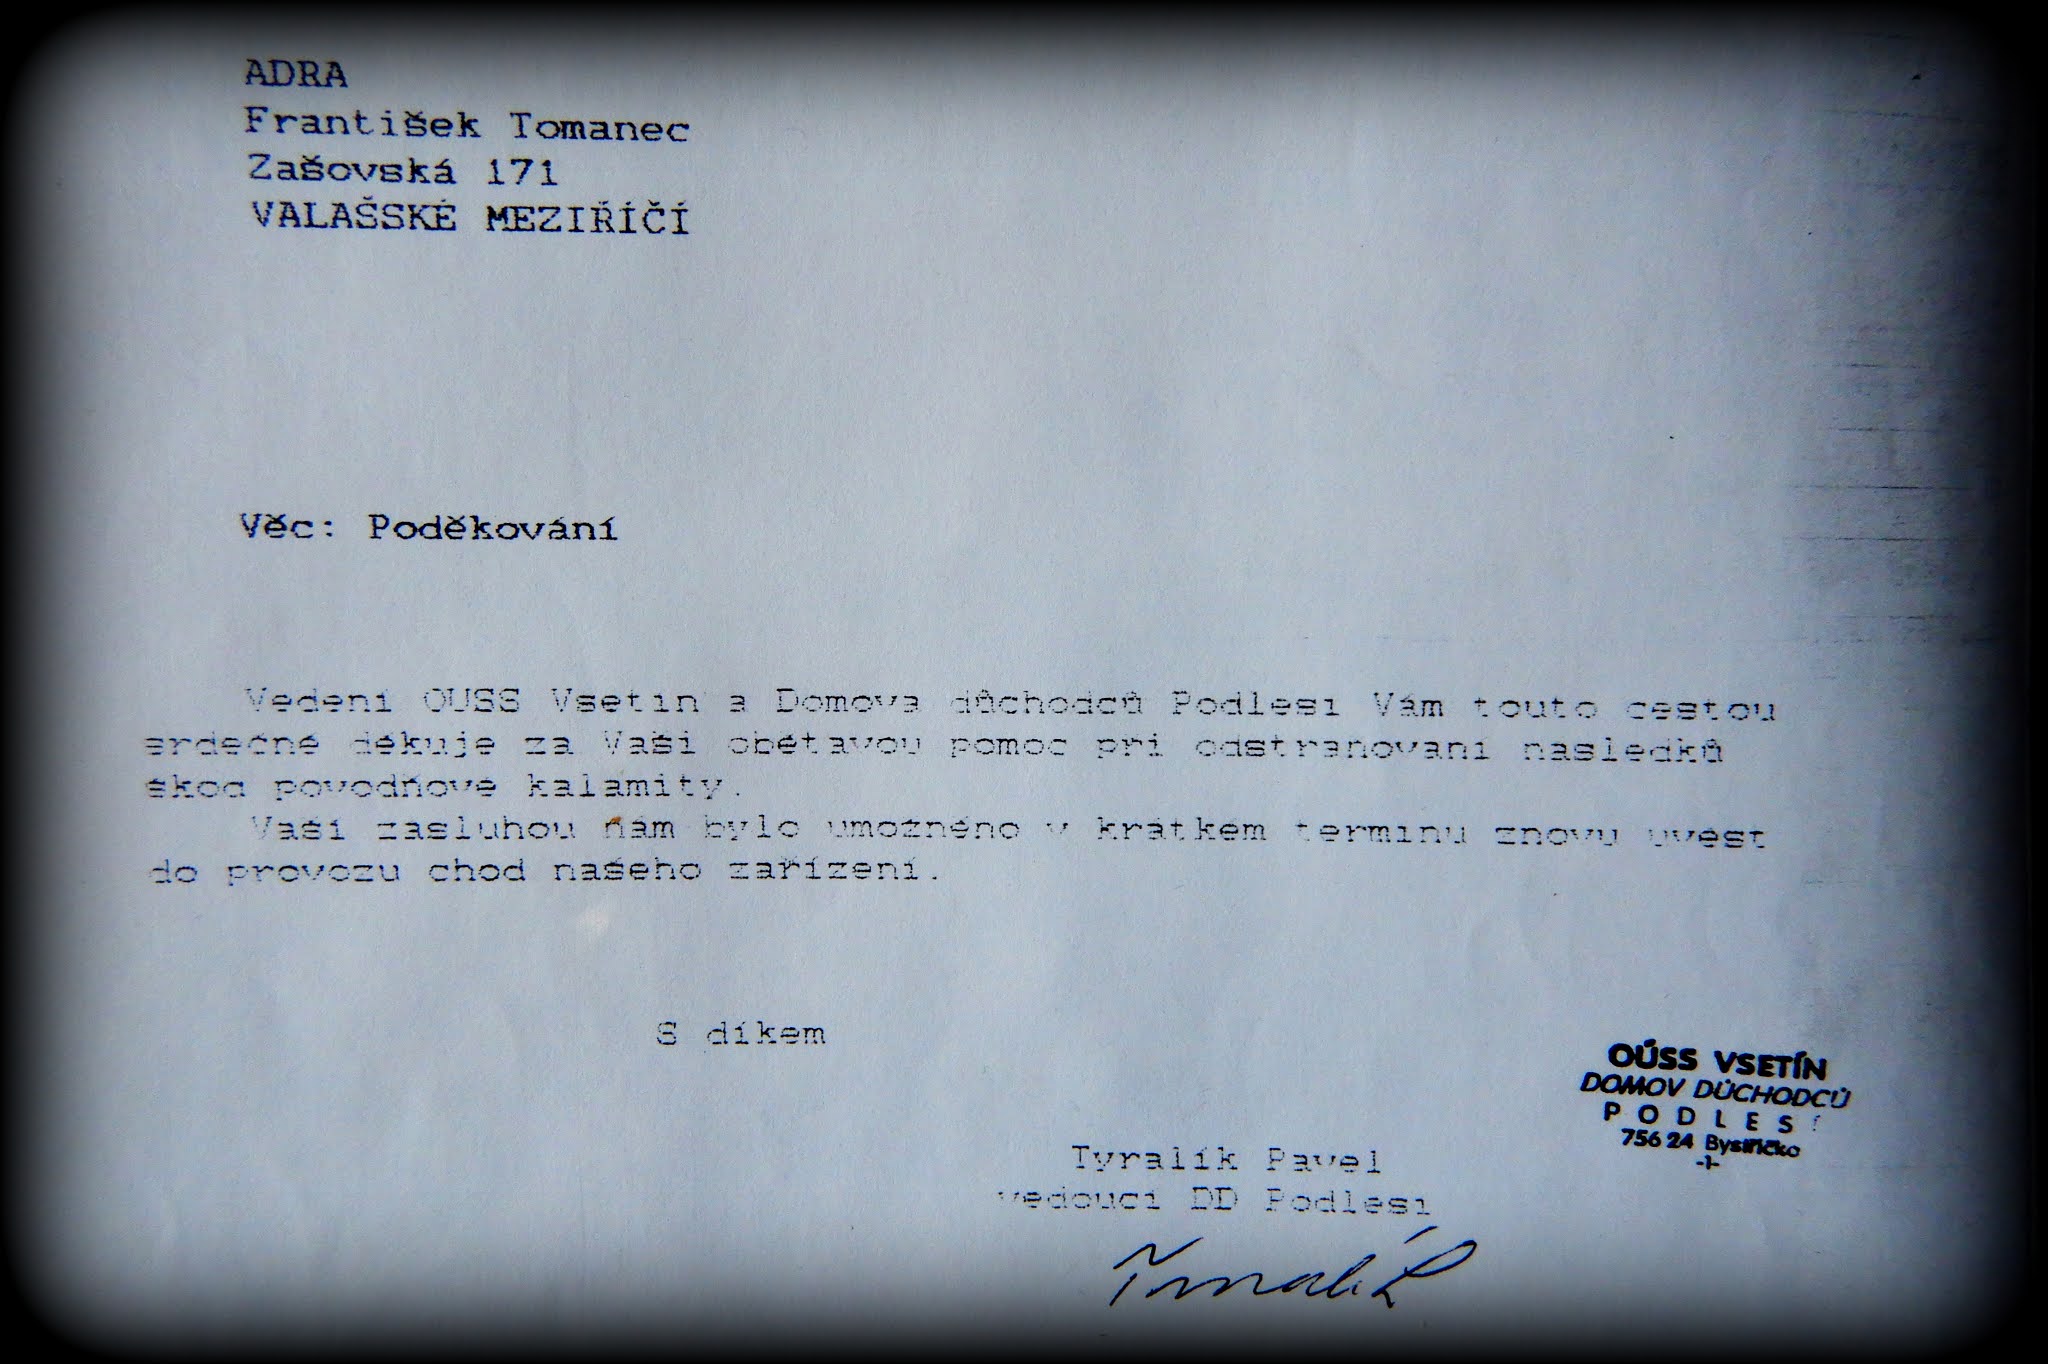 ADRA
František Tomanec
Zašovská 171
VALAŠSKÉ MEZIŘÍČÍ
Věc: Poděkování
Vedení OUSS Vsetín a Domova důchodců Podlesí Vám touto cestou
srdečně děkuje za Vaši obětavou pomoc při odstraňování následků
škod povodňové kalamity.
Vaší zásluhou nám bylo umožněno v krátkém termínu znovu uvést
do provozu chod našeho zařízení.
S díkem
OÚSS VSETÍN
DOMOV DŮCHODCŮ
PODLESÍ
756 24 Bystřička
-1-
Tyralík Pavel
vedoucí DD Podlesí
Tyralík